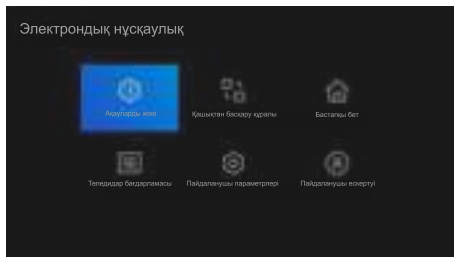 Электрондық нұсқаулық
Ақауларды жою
Қашықтан басқару құралы
Бастапқы бет
Теледидар бағдарламасы
Пайдаланушы параметрлері
Пайдаланушы ескертуі